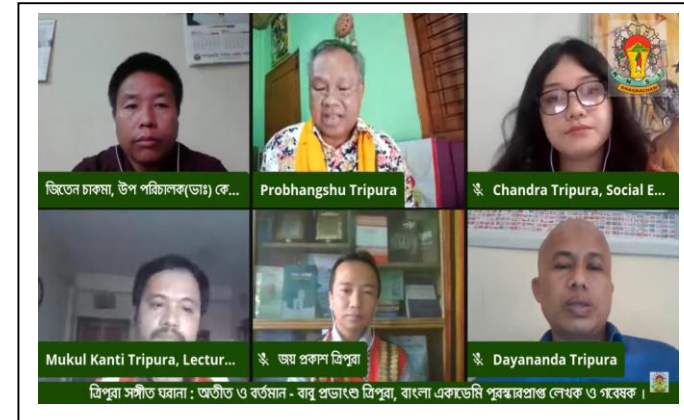 KHAGRACHARI
জিতেন চাকমা, উপ পরিচালক(ভাঃ) কে...
Probhangshu Tripura
Chandra Tripura, Social E...
Mukul Kanti Tripura, Lectur...
জয় প্রকাশ ত্রিপুরা
Dayananda Tripura
ত্রিপুরা সঙ্গীত ঘরানা : অতীত ও বর্তমান - বাবু প্রভাংশু ত্রিপুরা, বাংলা একাডেমি পুরস্কারপ্রাপ্ত লেখক ও গবেষক ।